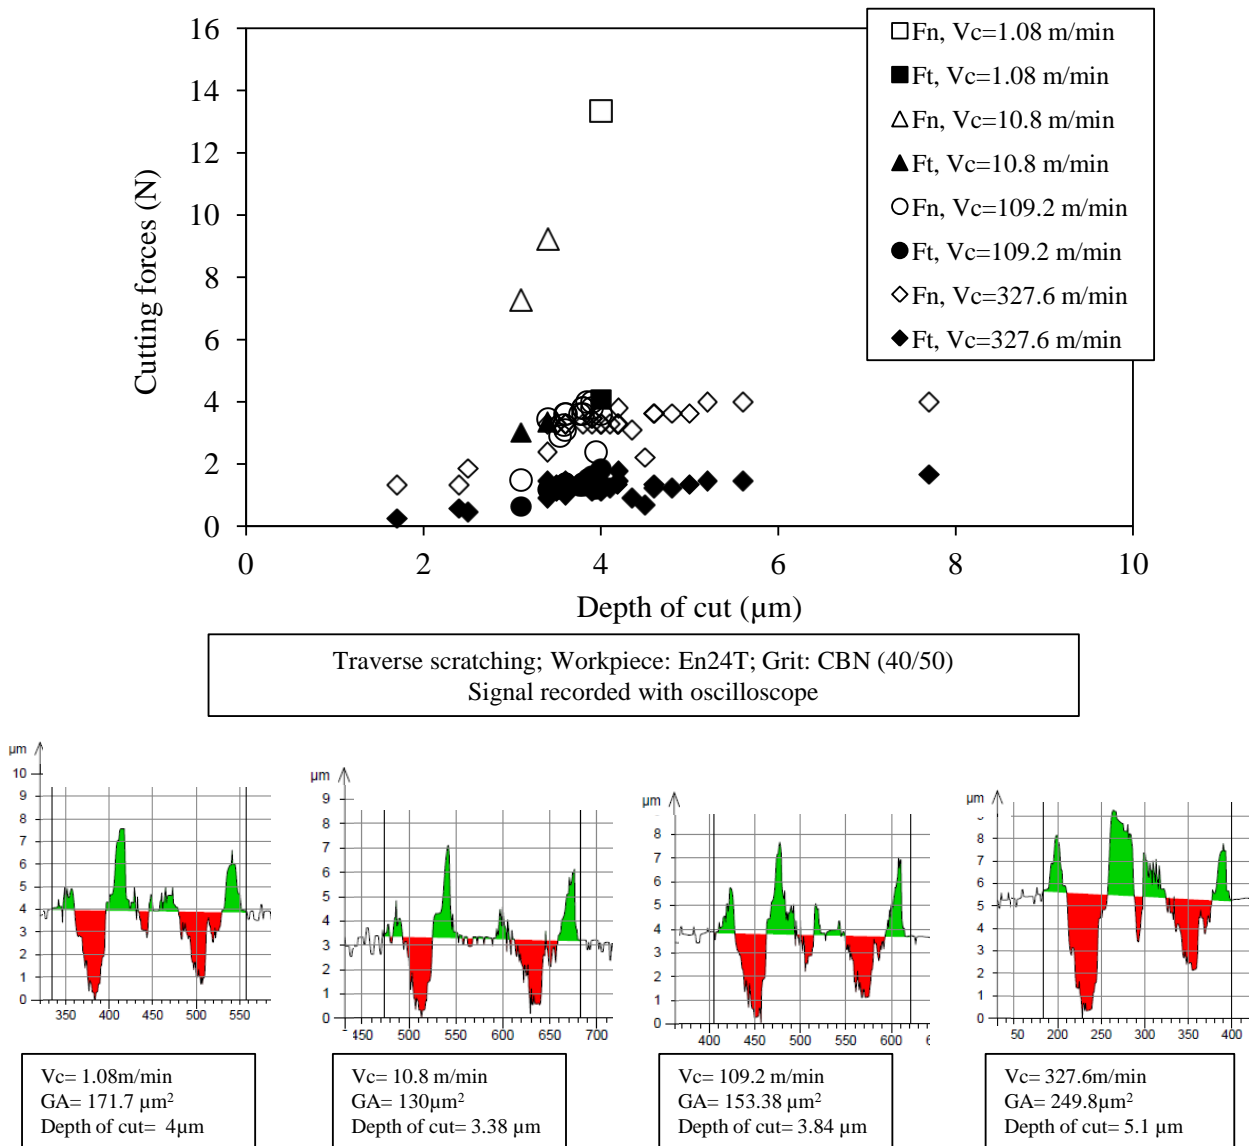 16
14
12
10
8
6
4
2
0
Cutting forces (N)
0 2 4 6 8 10
Depth of cut (µm)
Fn, Vc=1.08 m/min
Ft, Vc=1.08 m/min
Fn, Vc=10.8 m/min
Ft, Vc=10.8 m/min
Fn, Vc=109.2 m/min
Ft, Vc=109.2 m/min
Fn, Vc=327.6 m/min
Ft, Vc=327.6 m/min
Traverse scratching; Workpiece: En24T; Grit: CBN (40/50)
Signal recorded with oscilloscope
µm
10
9
8
7
6
5
4
3
2
1
0
350 400 450 500 550
Vc= 1.08m/min
GA= 171.7 µm²
Depth of cut= 4µm
µm
9
8
7
6
5
4
3
2
1
0
450 500 550 600 650 700
Vc= 10.8 m/min
GA= 130µm²
Depth of cut= 3.38 µm
µm
8
7
6
5
4
3
2
1
0
400 450 500 550 600
Vc= 109.2 m/min
GA= 153.38 µm²
Depth of cut= 3.84 µm
µm
8
7
6
5
4
3
2
1
0
50 200 250 300 350 400
Vc= 327.6m/min
GA= 249.8µm²
Depth of cut= 5.1 µm